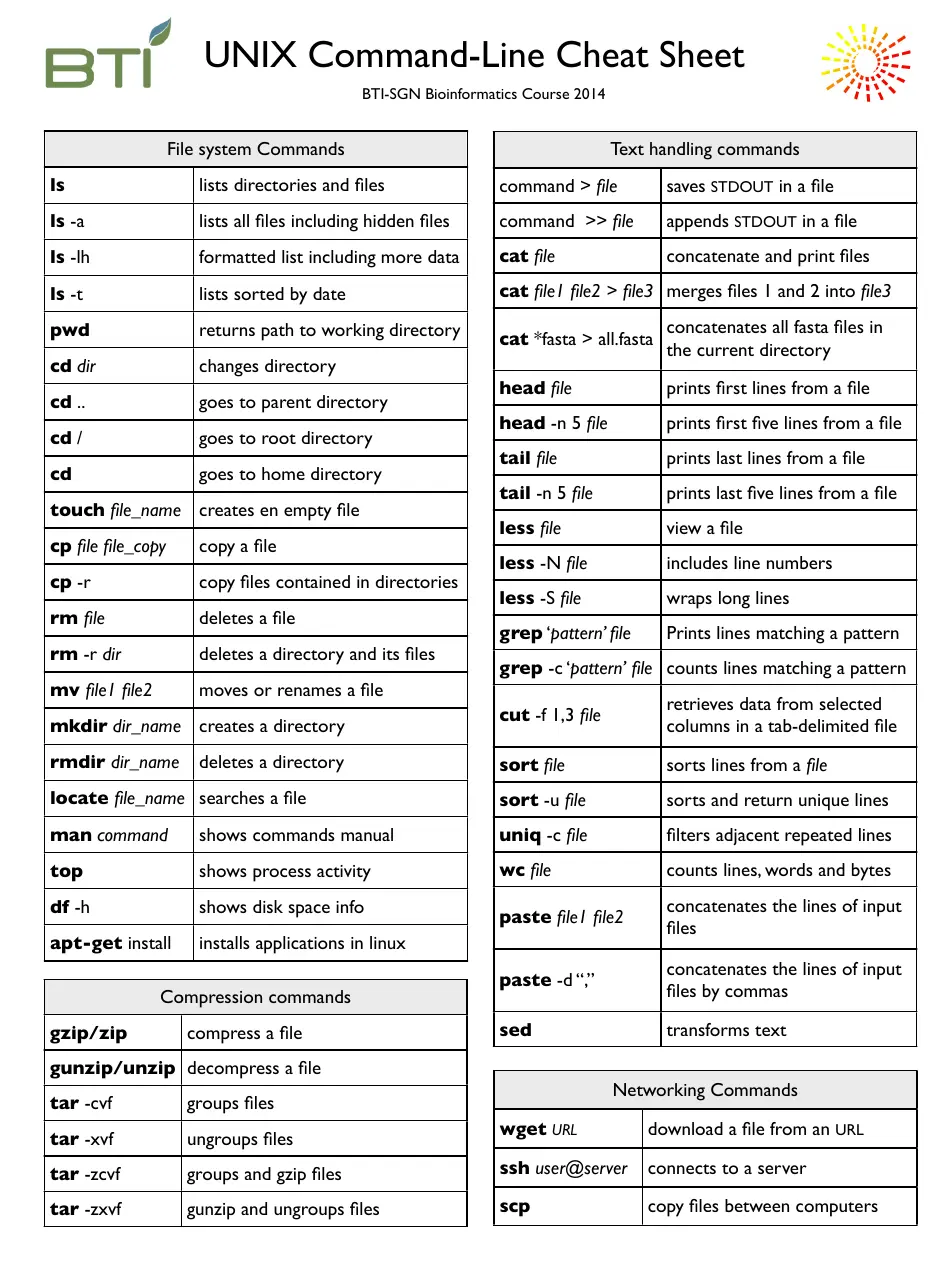 BTI
UNIX Command-Line Cheat Sheet
BTI-SGN Bioinformatics Course 2014
File system Commands
ls lists directories and files
ls -a lists all files including hidden files
ls -lh formatted list including more data
ls -t lists sorted by date
pwd returns path to working directory
cd dir changes directory
cd .. goes to parent directory
cd / goes to root directory
cd goes to home directory
touch file_name creates en empty file
cp file file_copy copy a file
cp -r copy files contained in directories
rm file deletes a file
rm -r dir deletes a directory and its files
mv file1 file2 moves or renames a file
mkdir dir_name creates a directory
rmdir dir_name deletes a directory
locate file_name searches a file
man command shows commands manual
top shows process activity
df -h shows disk space info
apt-get install installs applications in linux
Compression commands
gzip/zip compress a file
gunzip/unzip decompress a file
tar -cvf groups files
tar -xvf ungroups files
tar -zcvf groups and gzip files
tar -zxvf gunzip and ungroups files
Text handling commands
command > file saves STDOUT in a file
command >> file appends STDOUT in a file
cat file concatenate and print files
cat file1 file2 > file3 merges files 1 and 2 into file3
cat *fasta > all.fasta concatenates all fasta files in
the current directory
head file prints first lines from a file
head -n 5 file prints first five lines from a file
tail file prints last lines from a file
tail -n 5 file prints last five lines from a file
less file view a file
less -N file includes line numbers
less -S file wraps long lines
grep ‘pattern’ file Prints lines matching a pattern
grep -c ‘pattern’ file counts lines matching a pattern
cut -f 1,3 file retrieves data from selected
columns in a tab-delimited file
sort file sorts lines from a file
sort -u file sorts and return unique lines
uniq -c file filters adjacent repeated lines
wc file counts lines, words and bytes
paste file1 file2 concatenates the lines of input
files
paste -d “,” concatenates the lines of input
files by commas
sed transforms text
Networking Commands
wget URL download a file from an URL
ssh user@server connects to a server
scp copy files between computers